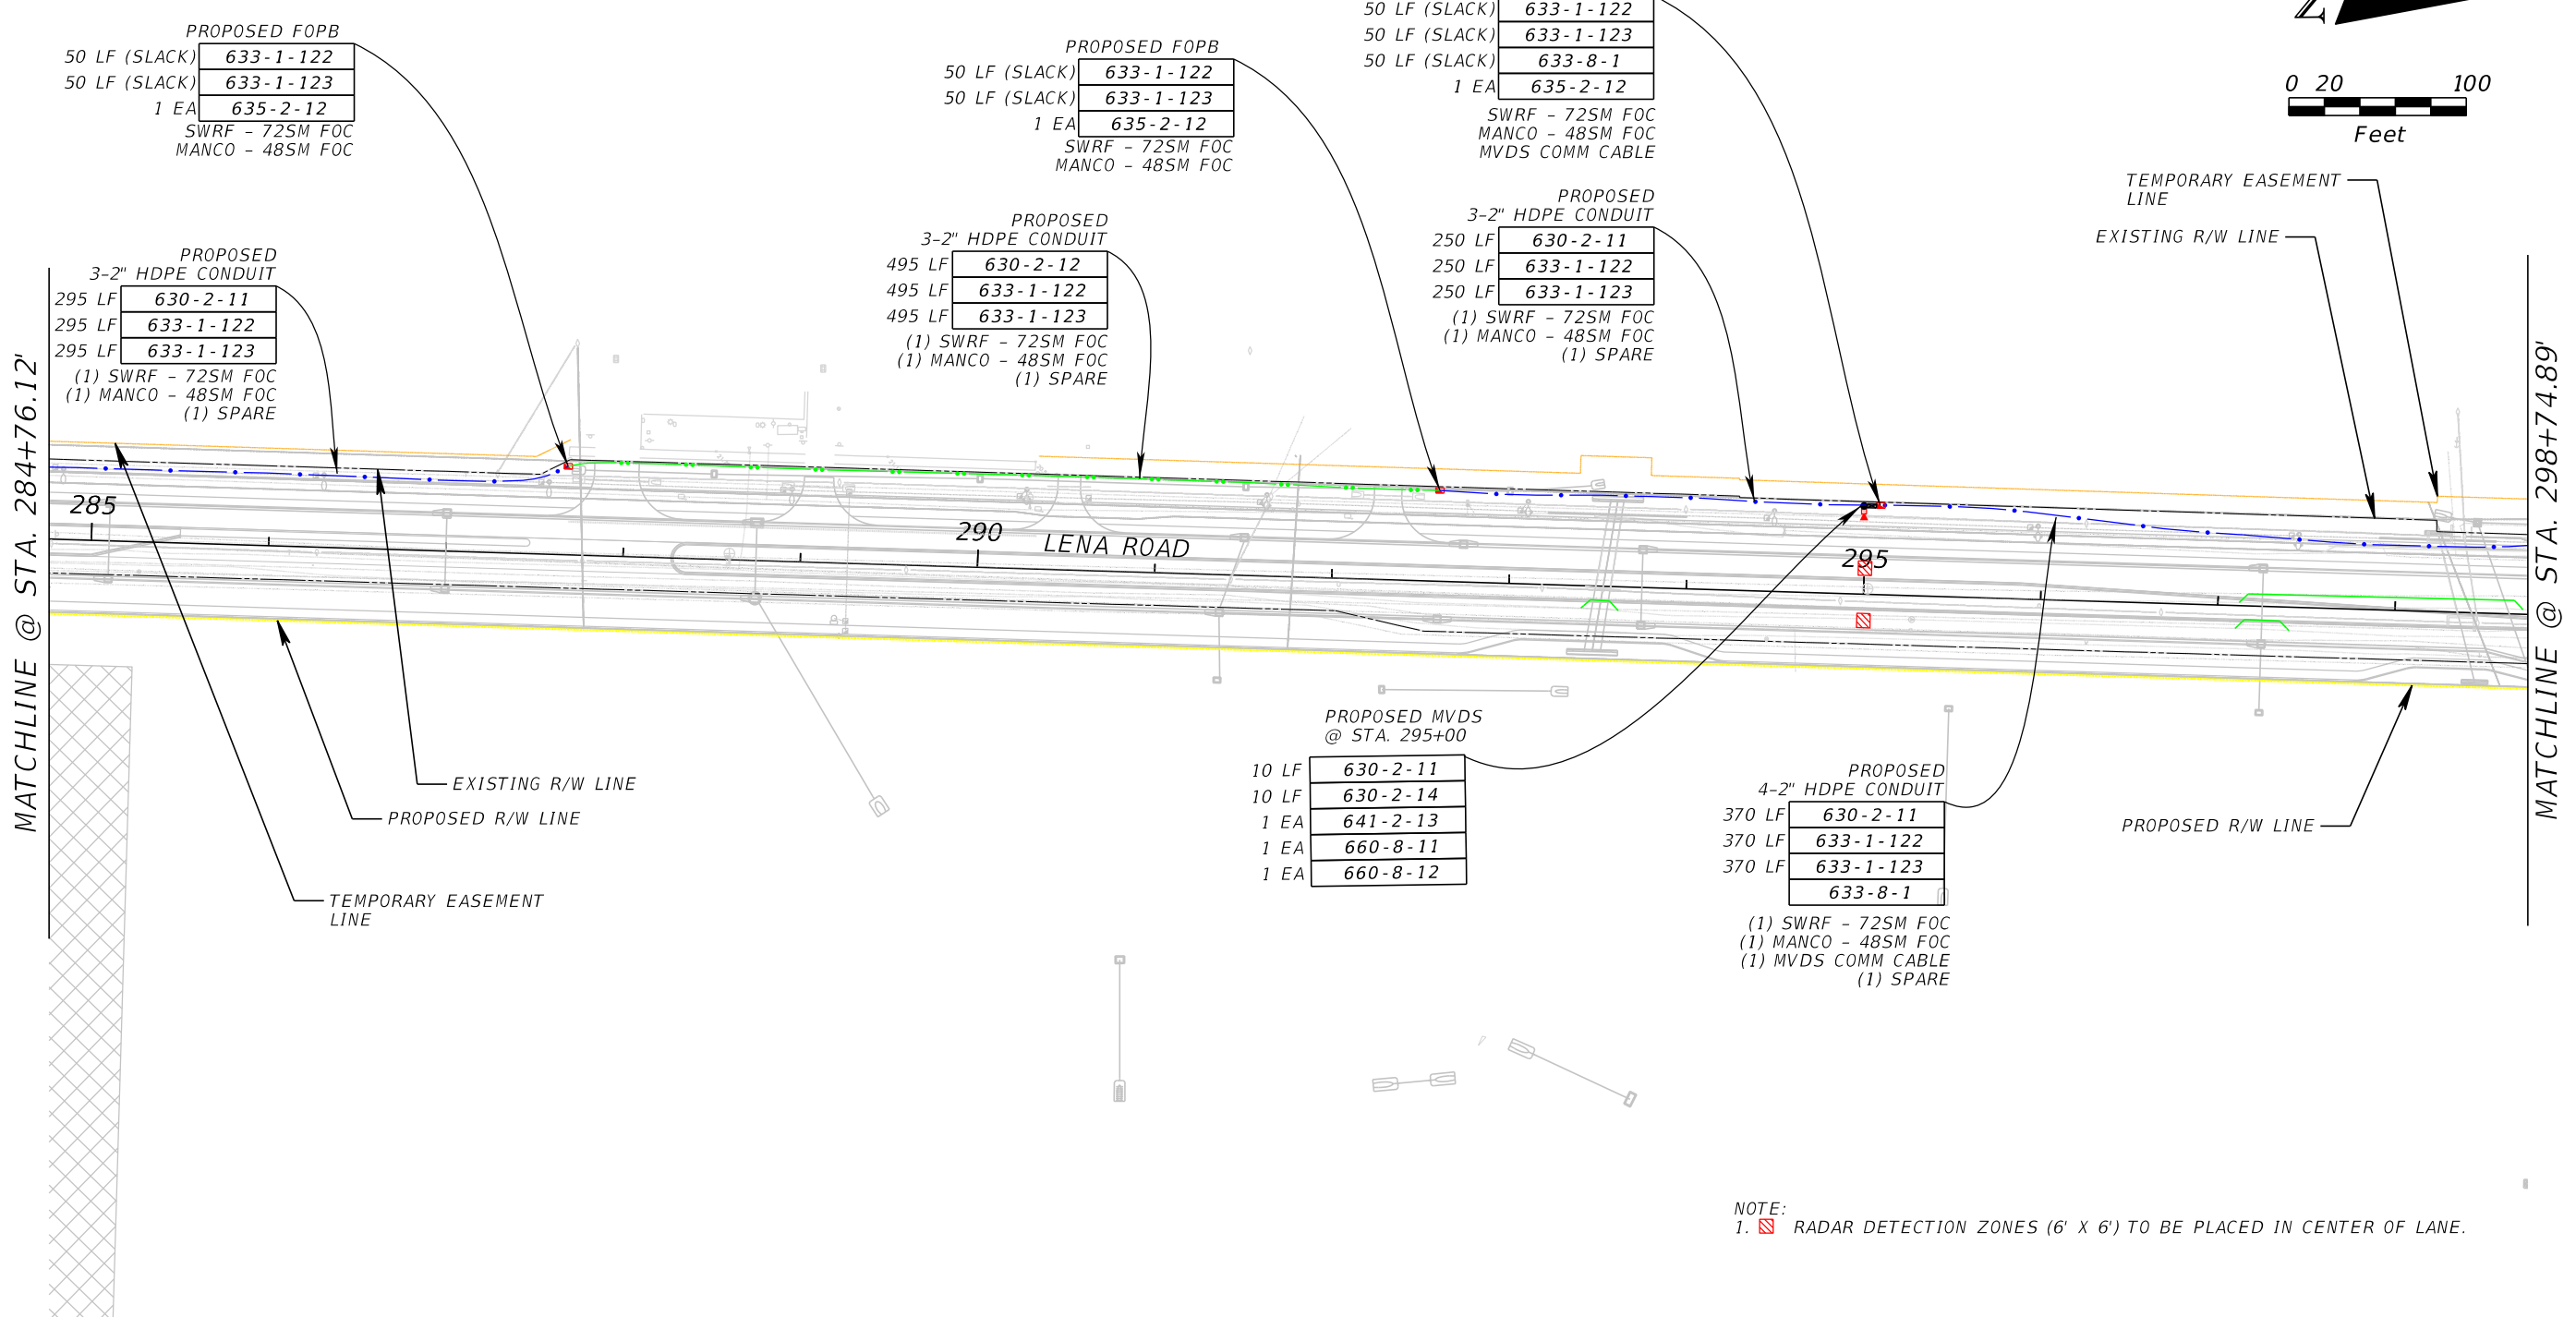 PROPOSED FOPB
50 LF (SLACK) 633-1-122
50 LF (SLACK) 633-1-123
1 EA 635-2-12
SWRF - 72SM FOC
MANCO - 48SM FOC
PROPOSED FOPB
50 LF (SLACK) 633-1-122
50 LF (SLACK) 633-1-123
1 EA 635-2-12
SWRF - 72SM FOC
MANCO - 48SM FOC
50 LF (SLACK) 633-1-122
50 LF (SLACK) 633-1-123
50 LF (SLACK) 633-8-1
1 EA 635-2-12
SWRF - 72SM FOC
MANCO - 48SM FOC
MVDS COMM CABLE
0 20 100
Feet
TEMPORARY EASEMENT
LINE
EXISTING R/W LINE
PROPOSED
3-2" HDPE CONDUIT
295 LF 630-2-11
295 LF 633-1-122
295 LF 633-1-123
(1) SWRF - 72SM FOC
(1) MANCO - 48SM FOC
(1) SPARE
PROPOSED
3-2" HDPE CONDUIT
495 LF 630-2-12
495 LF 633-1-122
495 LF 633-1-123
(1) SWRF - 72SM FOC
(1) MANCO - 48SM FOC
(1) SPARE
PROPOSED
3-2" HDPE CONDUIT
250 LF 630-2-11
250 LF 633-1-122
250 LF 633-1-123
(1) SWRF - 72SM FOC
(1) MANCO - 48SM FOC
(1) SPARE
MATCHLINE @ STA. 284+76.12'
285
290
LENA ROAD
295
MATCHLINE @ STA. 298+74.89'
EXISTING R/W LINE
PROPOSED R/W LINE
TEMPORARY EASEMENT
LINE
PROPOSED MVDS
@ STA. 295+00
10 LF 630-2-11
10 LF 630-2-14
1 EA 641-2-13
1 EA 660-8-11
1 EA 660-8-12
PROPOSED
4-2" HDPE CONDUIT
370 LF 630-2-11
370 LF 633-1-122
370 LF 633-1-123
633-8-1
(1) SWRF - 72SM FOC
(1) MANCO - 48SM FOC
(1) MVDS COMM CABLE
(1) SPARE
PROPOSED R/W LINE
NOTE:
1. RADAR DETECTION ZONES (6' X 6') TO BE PLACED IN CENTER OF LANE.